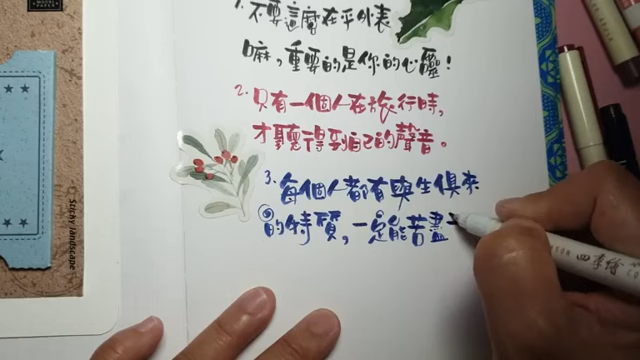 1.不要這麼在乎外表
嘛,重要的是你的心靈!
2.只有一個人在旅行時,
才聽得到自己的聲音。
3.每個人都有與生俱來
的特質,一定能苦盡
Sticky landscape
四季繪